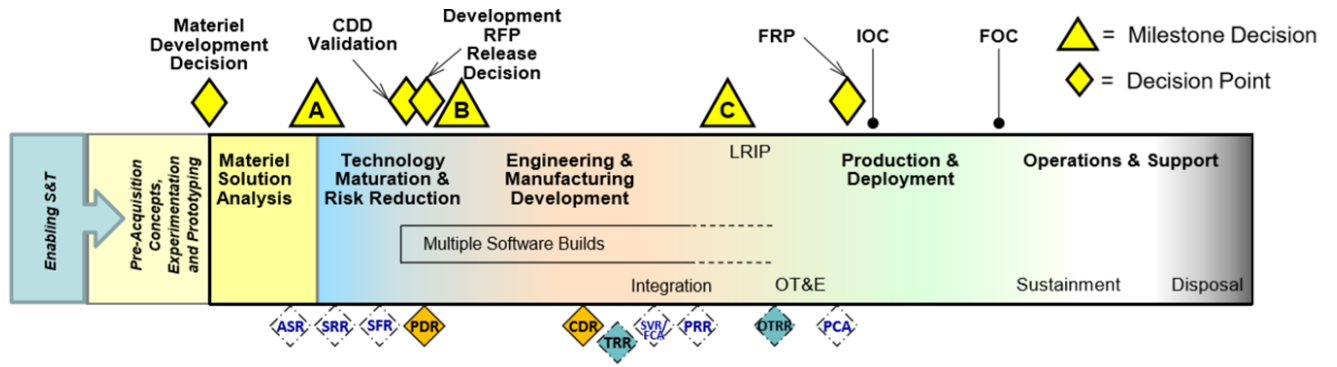 Materiel
Development
Decision
CDD
Validation
Development
RFP
Release
Decision
FRP
IOC
FOC
= Milestone Decision
= Decision Point
A
B
C
Enabling S&T
Pre-Acquisition
Concepts,
Experimentation
and Prototyping
Materiel
Solution
Analysis
Technology
Maturation &
Risk Reduction
Engineering &
Manufacturing
Development
LRIP
Production &
Deployment
Operations & Support
Multiple Software Builds
Integration
OT&E
Sustainment
Disposal
ASR
SRR
SFR
PDR
CDR
TRR
SVR/
FCA
PRR
OTRR
PCA